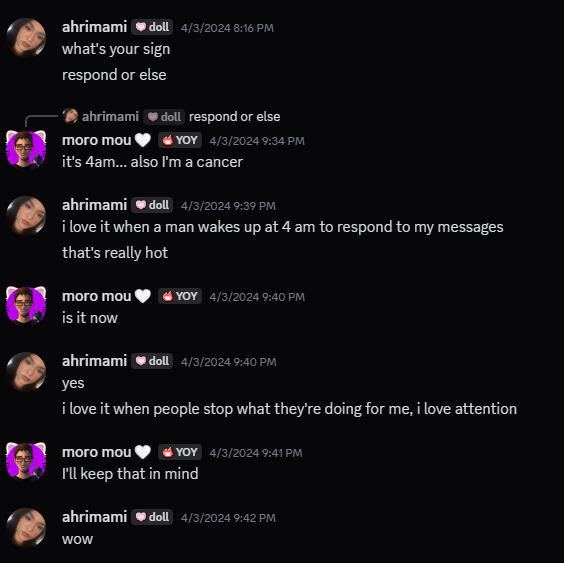 ahrimami doll 4/3/2024 8:16 PM
what's your sign
respond or else
ahrimami doll respond or else
moro mou YOY 4/3/2024 9:34 PM
it's 4am... also I'm a cancer
ahrimami doll 4/3/2024 9:39 PM
i love it when a man wakes up at 4 am to respond to my messages
that's really hot
moro mou YOY 4/3/2024 9:40 PM
is it now
ahrimami doll 4/3/2024 9:40 PM
yes
i love it when people stop what they're doing for me, i love attention
moro mou YOY 4/3/2024 9:41 PM
I'll keep that in mind
ahrimami doll 4/3/2024 9:42 PM
wow